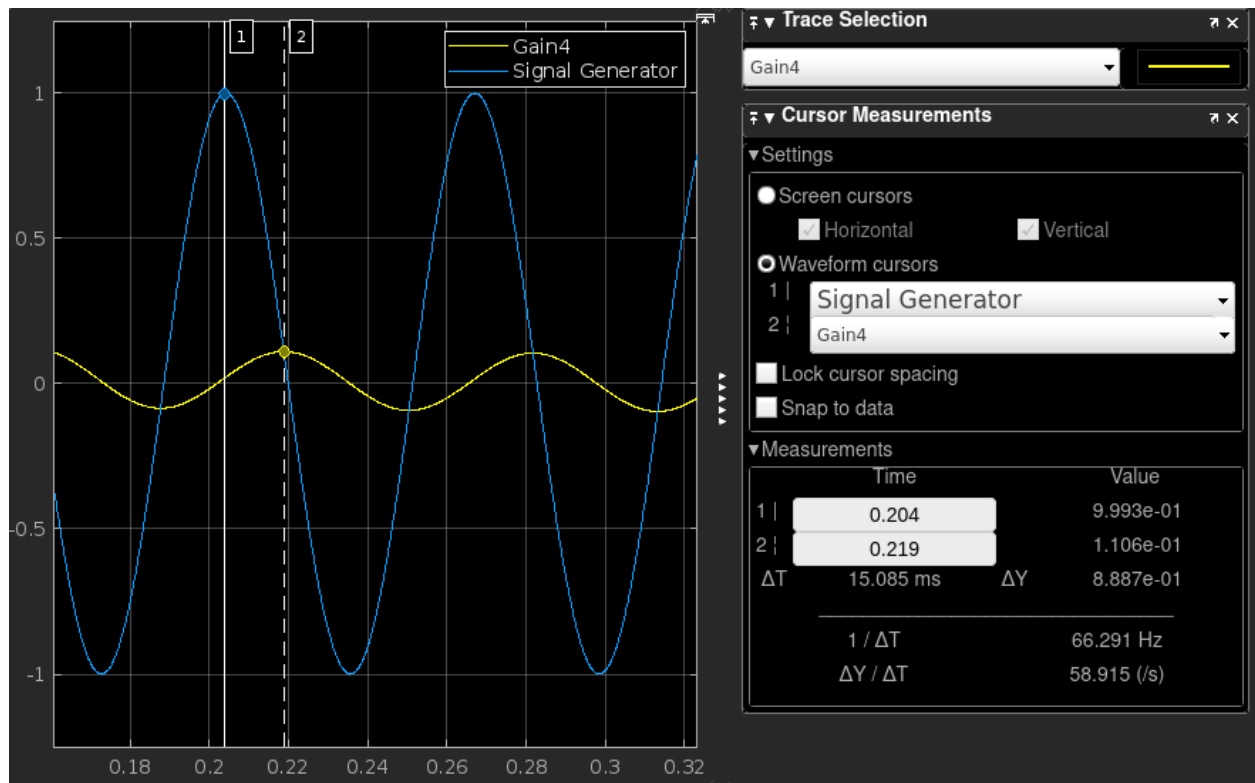 1
2
Gain4
Signal Generator
1
0.5
0
-0.5
-1
0.18
0.2
0.22
0.24
0.26
0.28
0.3
0.32
Trace Selection
Gain4
Cursor Measurements
Settings
Screen cursors
Horizontal Vertical
Waveform cursors
1 | Signal Generator
2 ¦ Gain4
Lock cursor spacing
Snap to data
Measurements
Time Value
1 | 0.204 9.993e-01
2 ¦ 0.219 1.106e-01
ΔT 15.085 ms ΔY 8.887e-01
1 / ΔT 66.291 Hz
ΔY / ΔT 58.915 (/s)